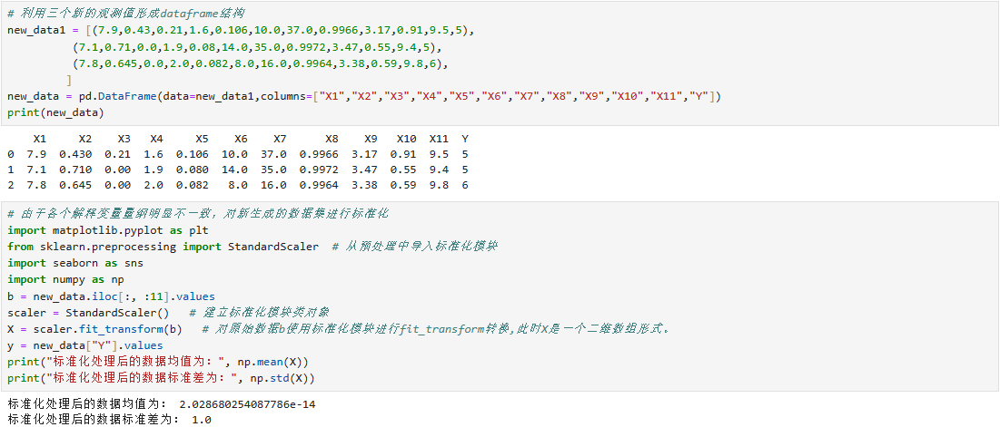 # 利用三个新的观测值形成dataframe结构
new_data1 = [(7.9,0.43,0.21,1.6,0.106,10.0,37.0,0.9966,3.17,0.91,9.5,5),
(7.1,0.71,0.0,1.9,0.08,14.0,35.0,0.9972,3.47,0.55,9.4,5),
(7.8,0.645,0.0,2.0,0.082,8.0,16.0,0.9964,3.38,0.59,9.8,6),
]
new_data = pd.DataFrame(data=new_data1,columns=["X1","X2","X3","X4","X5","X6","X7","X8","X9","X10","X11","Y"])
print(new_data)
X1 X2 X3 X4 X5 X6 X7 X8 X9 X10 X11 Y
0 7.9 0.430 0.21 1.6 0.106 10.0 37.0 0.9966 3.17 0.91 9.5 5
1 7.1 0.710 0.00 1.9 0.080 14.0 35.0 0.9972 3.47 0.55 9.4 5
2 7.8 0.645 0.00 2.0 0.082 8.0 16.0 0.9964 3.38 0.59 9.8 6
# 由于各个解释变量量纲明显不一致，对新生成的数据集进行标准化
import matplotlib.pyplot as plt
from sklearn.preprocessing import StandardScaler # 从预处理中导入标准化模块
import seaborn as sns
import numpy as np
b = new_data.iloc[:, :11].values
scaler = StandardScaler() # 建立标准化模块类对象
X = scaler.fit_transform(b) # 对原始数据b使用标准化模块进行fit_transform转换,此时X是一个二维数组形式。
y = new_data["Y"].values
print("标准化处理后的数据均值为：", np.mean(X))
print("标准化处理后的数据标准差为：", np.std(X))
标准化处理后的数据均值为： 2.028680254087786e-14
标准化处理后的数据标准差为： 1.0